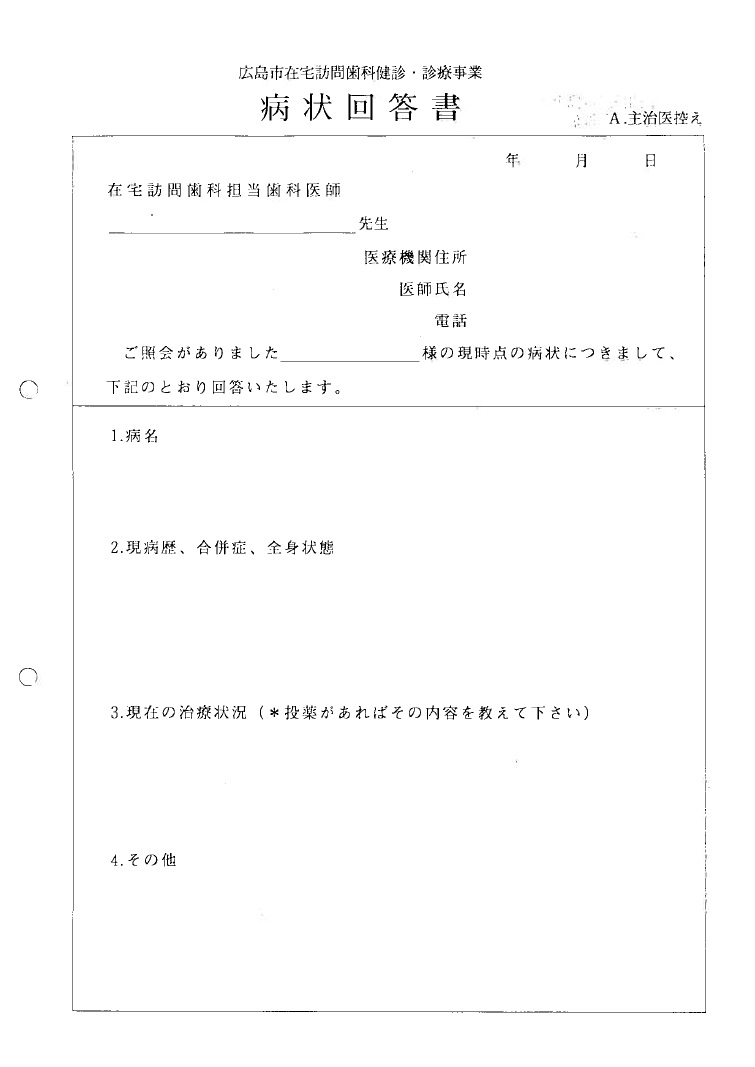 広島市在宅訪問歯科健診・診療事業
病状回答書
A.主治医控え
年 月 日
在宅訪問歯科担当歯科医師
先生
医療機関住所
医師氏名
電話
ご照会がありました 様の現時点の病状につきまして、
下記のとおり回答いたします。
1.病名
2.現病歴、合併症、全身状態
3.現在の治療状況(*投薬があればその内容を教えて下さい)
4.その他